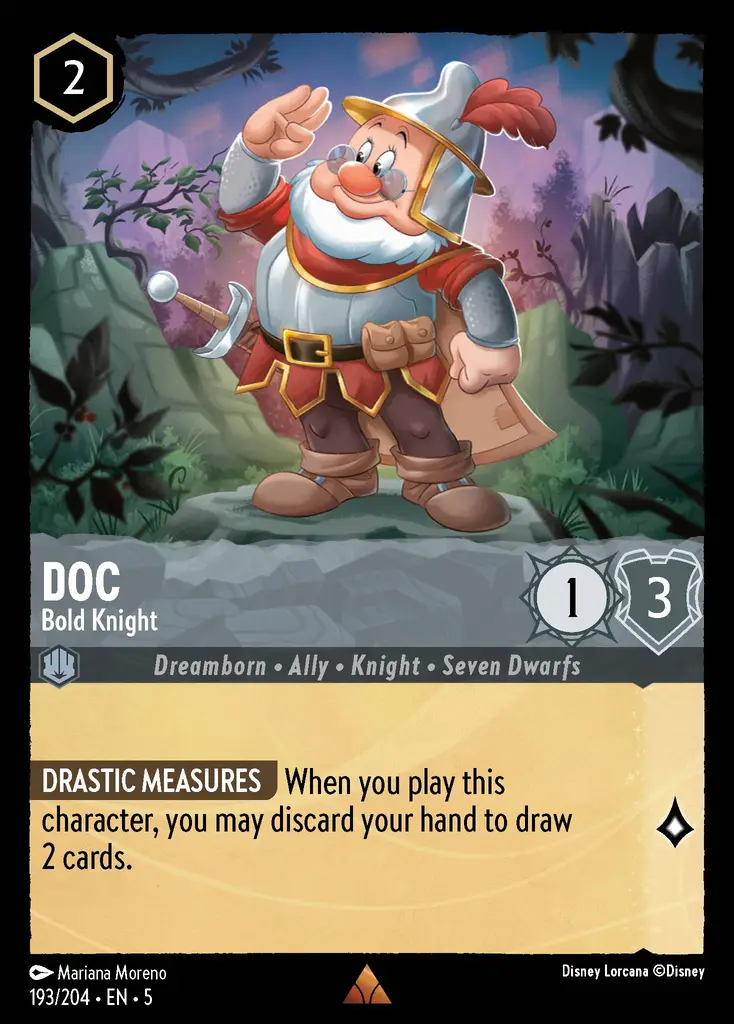 2
DOC
Bold Knight
1
3
Dreamborn • Ally • Knight • Seven Dwarfs
DRASTIC MEASURES When you play this
character, you may discard your hand to draw
2 cards.
Mariana Moreno
Disney Lorcana ©Disney
193/204 • EN • 5